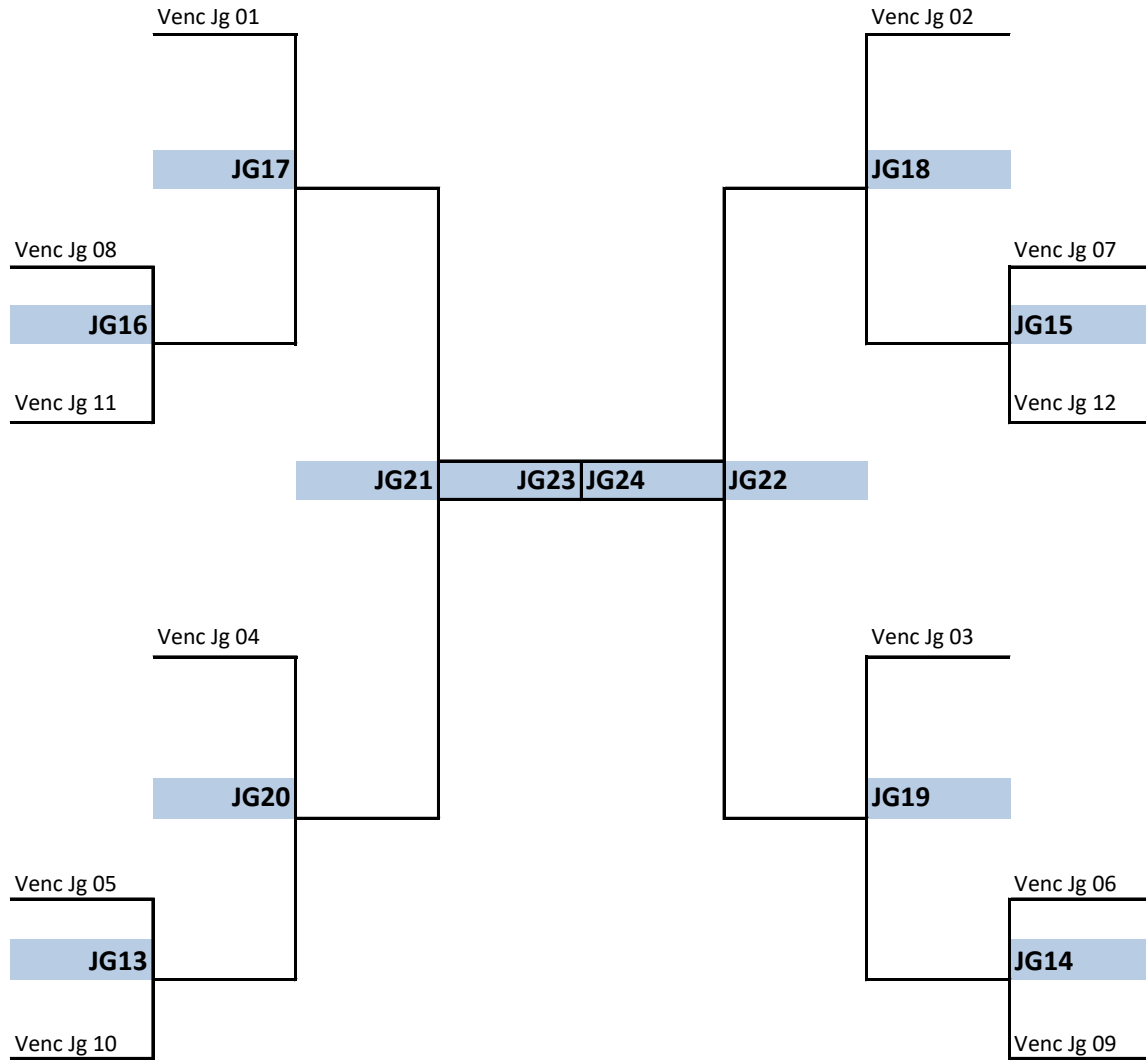 Venc Jg 01
Venc Jg 02
JG17
JG18
Venc Jg 08
Venc Jg 07
JG16
JG15
Venc Jg 11
Venc Jg 12
JG21
JG23
JG24
JG22
Venc Jg 04
Venc Jg 03
JG20
JG19
Venc Jg 05
Venc Jg 06
JG13
JG14
Venc Jg 10
Venc Jg 09